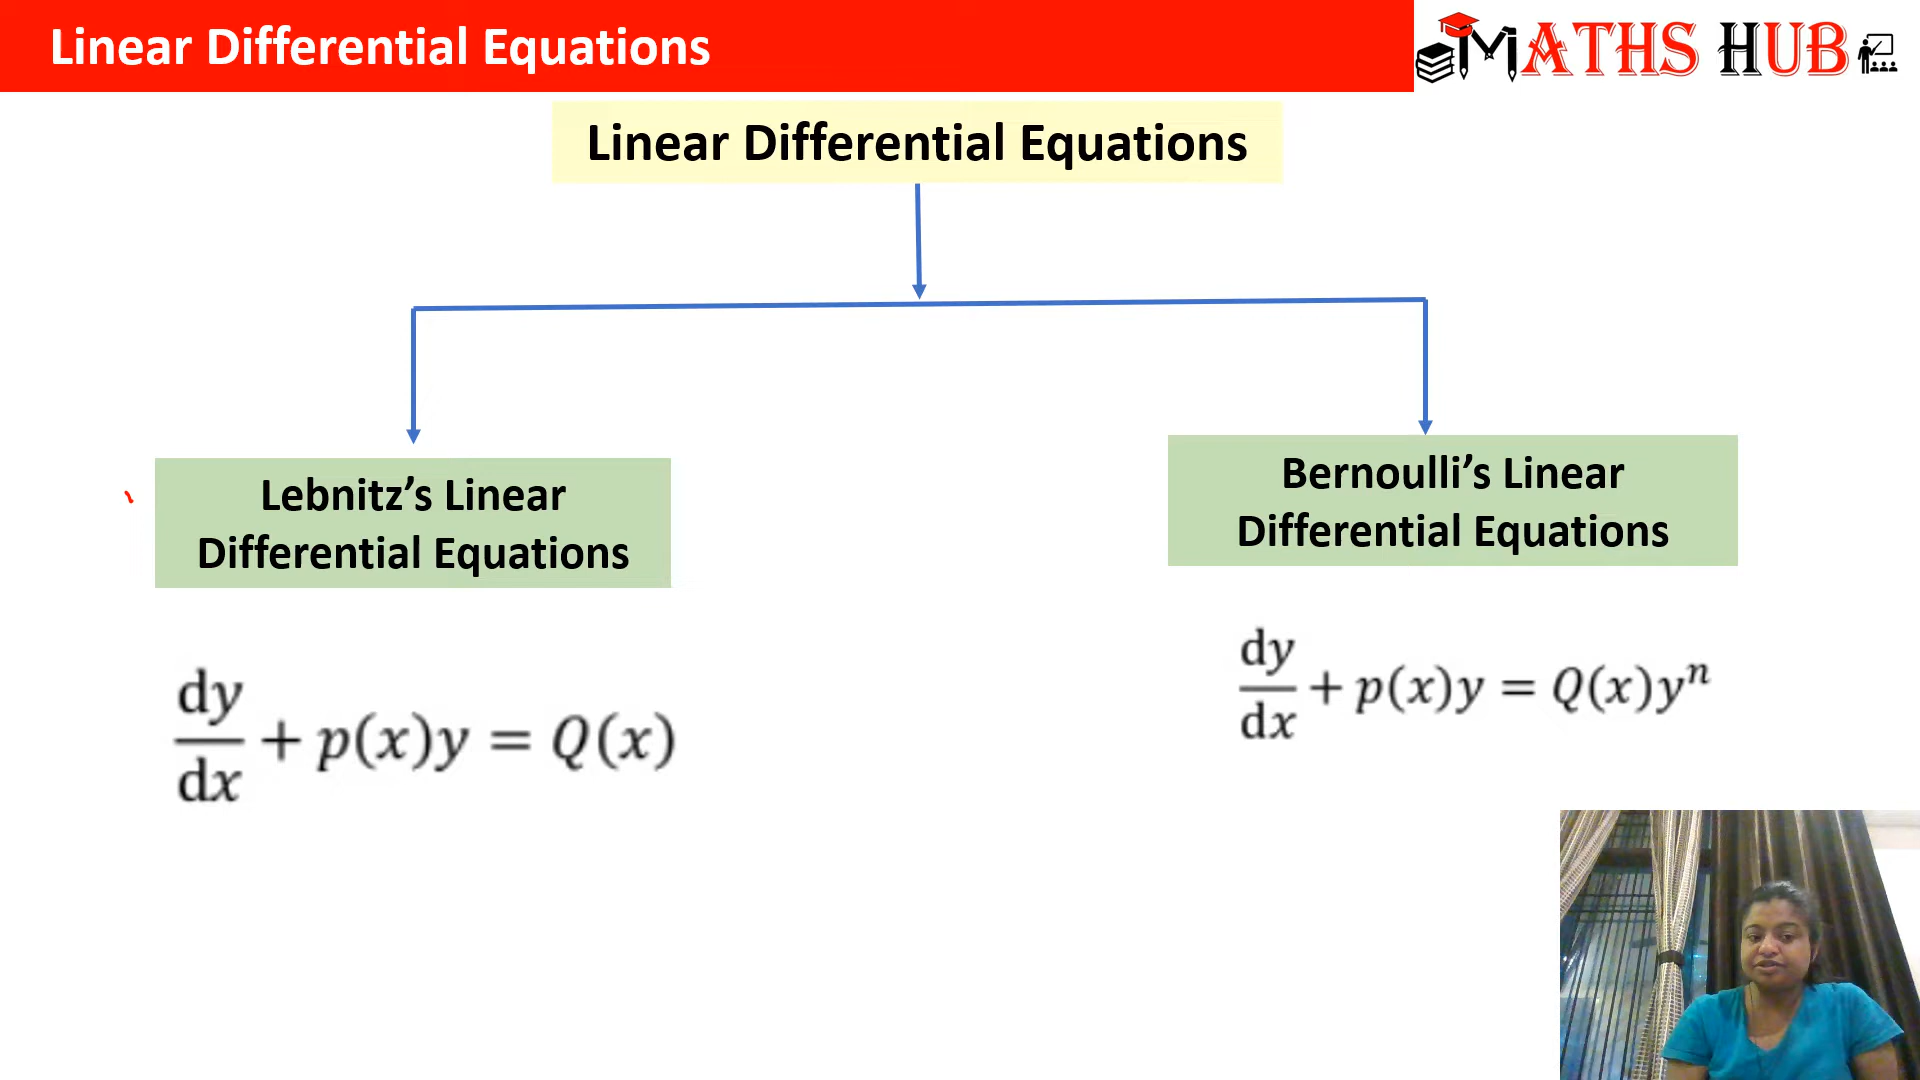 Linear Differential Equations
MATHS HUB
Linear Differential Equations
Lebnitz’s Linear
Differential Equations
Bernoulli’s Linear
Differential Equations
dy/dx + p(x)y = Q(x)
dy/dx + p(x)y = Q(x)yⁿ